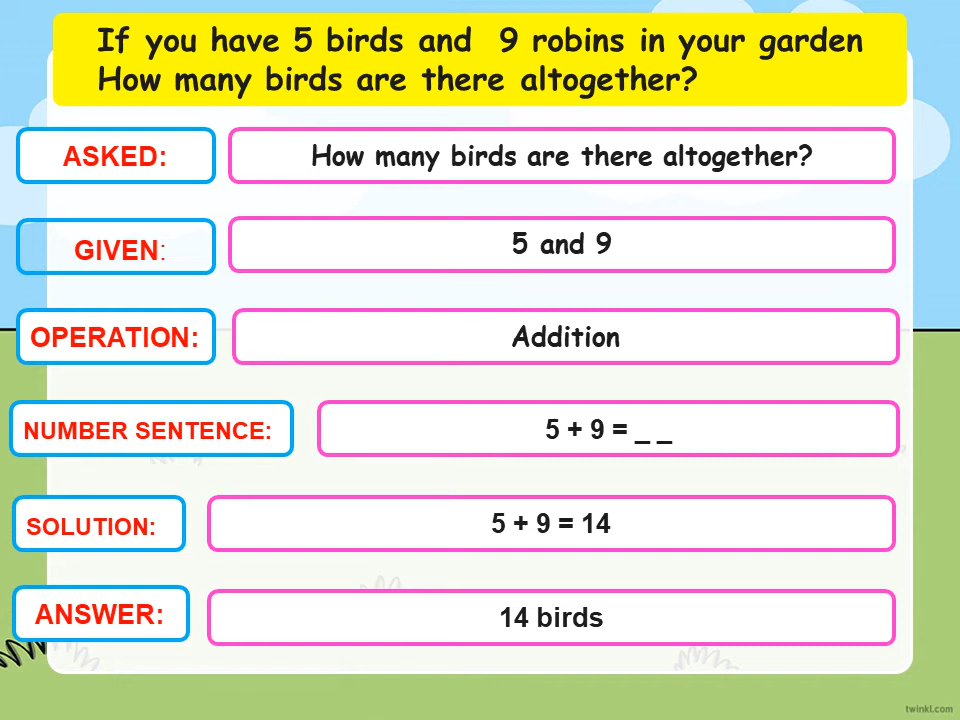 If you have 5 birds and 9 robins in your garden
How many birds are there altogether?
ASKED:
How many birds are there altogether?
GIVEN:
5 and 9
OPERATION:
Addition
NUMBER SENTENCE:
5 + 9 = _ _
SOLUTION:
5 + 9 = 14
ANSWER:
14 birds
twinkl.com